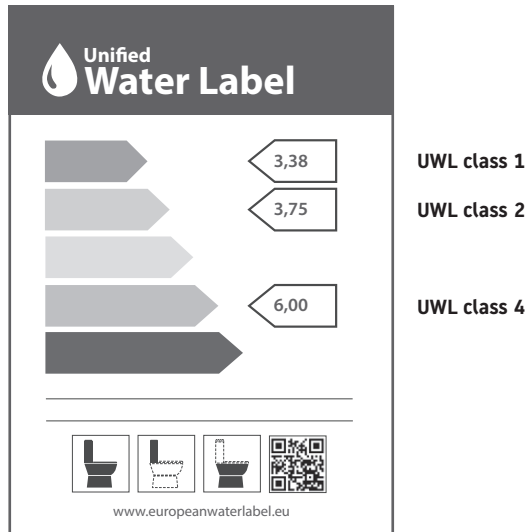 Unified
Water Label
3,38
UWL class 1
3,75
UWL class 2
6,00
UWL class 4
www.europeanwaterlabel.eu